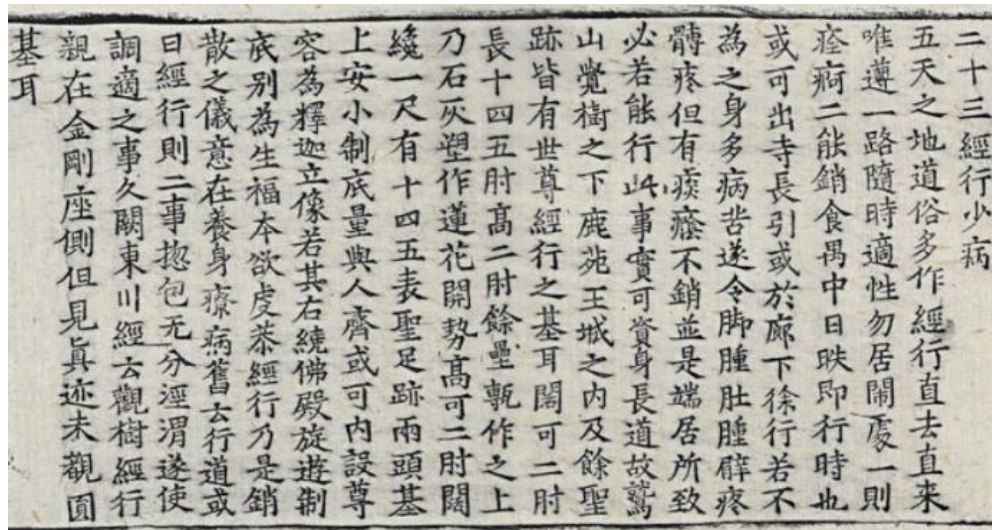 二十三經行少病
五天之地道俗多作經行直去直来
唯遵一路隨時適性勿居閙處一則
痊痾二能銷食禺中日昳即行時也
或可出寺長引或於廊下徐行若不
為之身多病苦遂令脚腫肚腫臂疼
髆疼但有痰癊不銷並是端居所致
必若能行此事實可資身長道故鷲
山覺樹之下鹿苑王城之内及餘聖
跡皆有世尊經行之基耳闊可二肘
長十四五肘髙二肘餘壘甎作之上
乃石灰塑作蓮花開勢髙可二肘闊
纔一尺有十四五表聖足跡兩頭基
上安小制底量與人齊或可内設尊
容為釋迦立像若其右繞佛殿旋遊制
底别為生福本欲虔恭經行乃是銷
散之儀意在養身療病舊云行道或
曰經行則二事揔包无分涇渭遂使
調適之事久闕東川經云觀樹經行
親在金剛座側但見真迹未觀圓
基耳